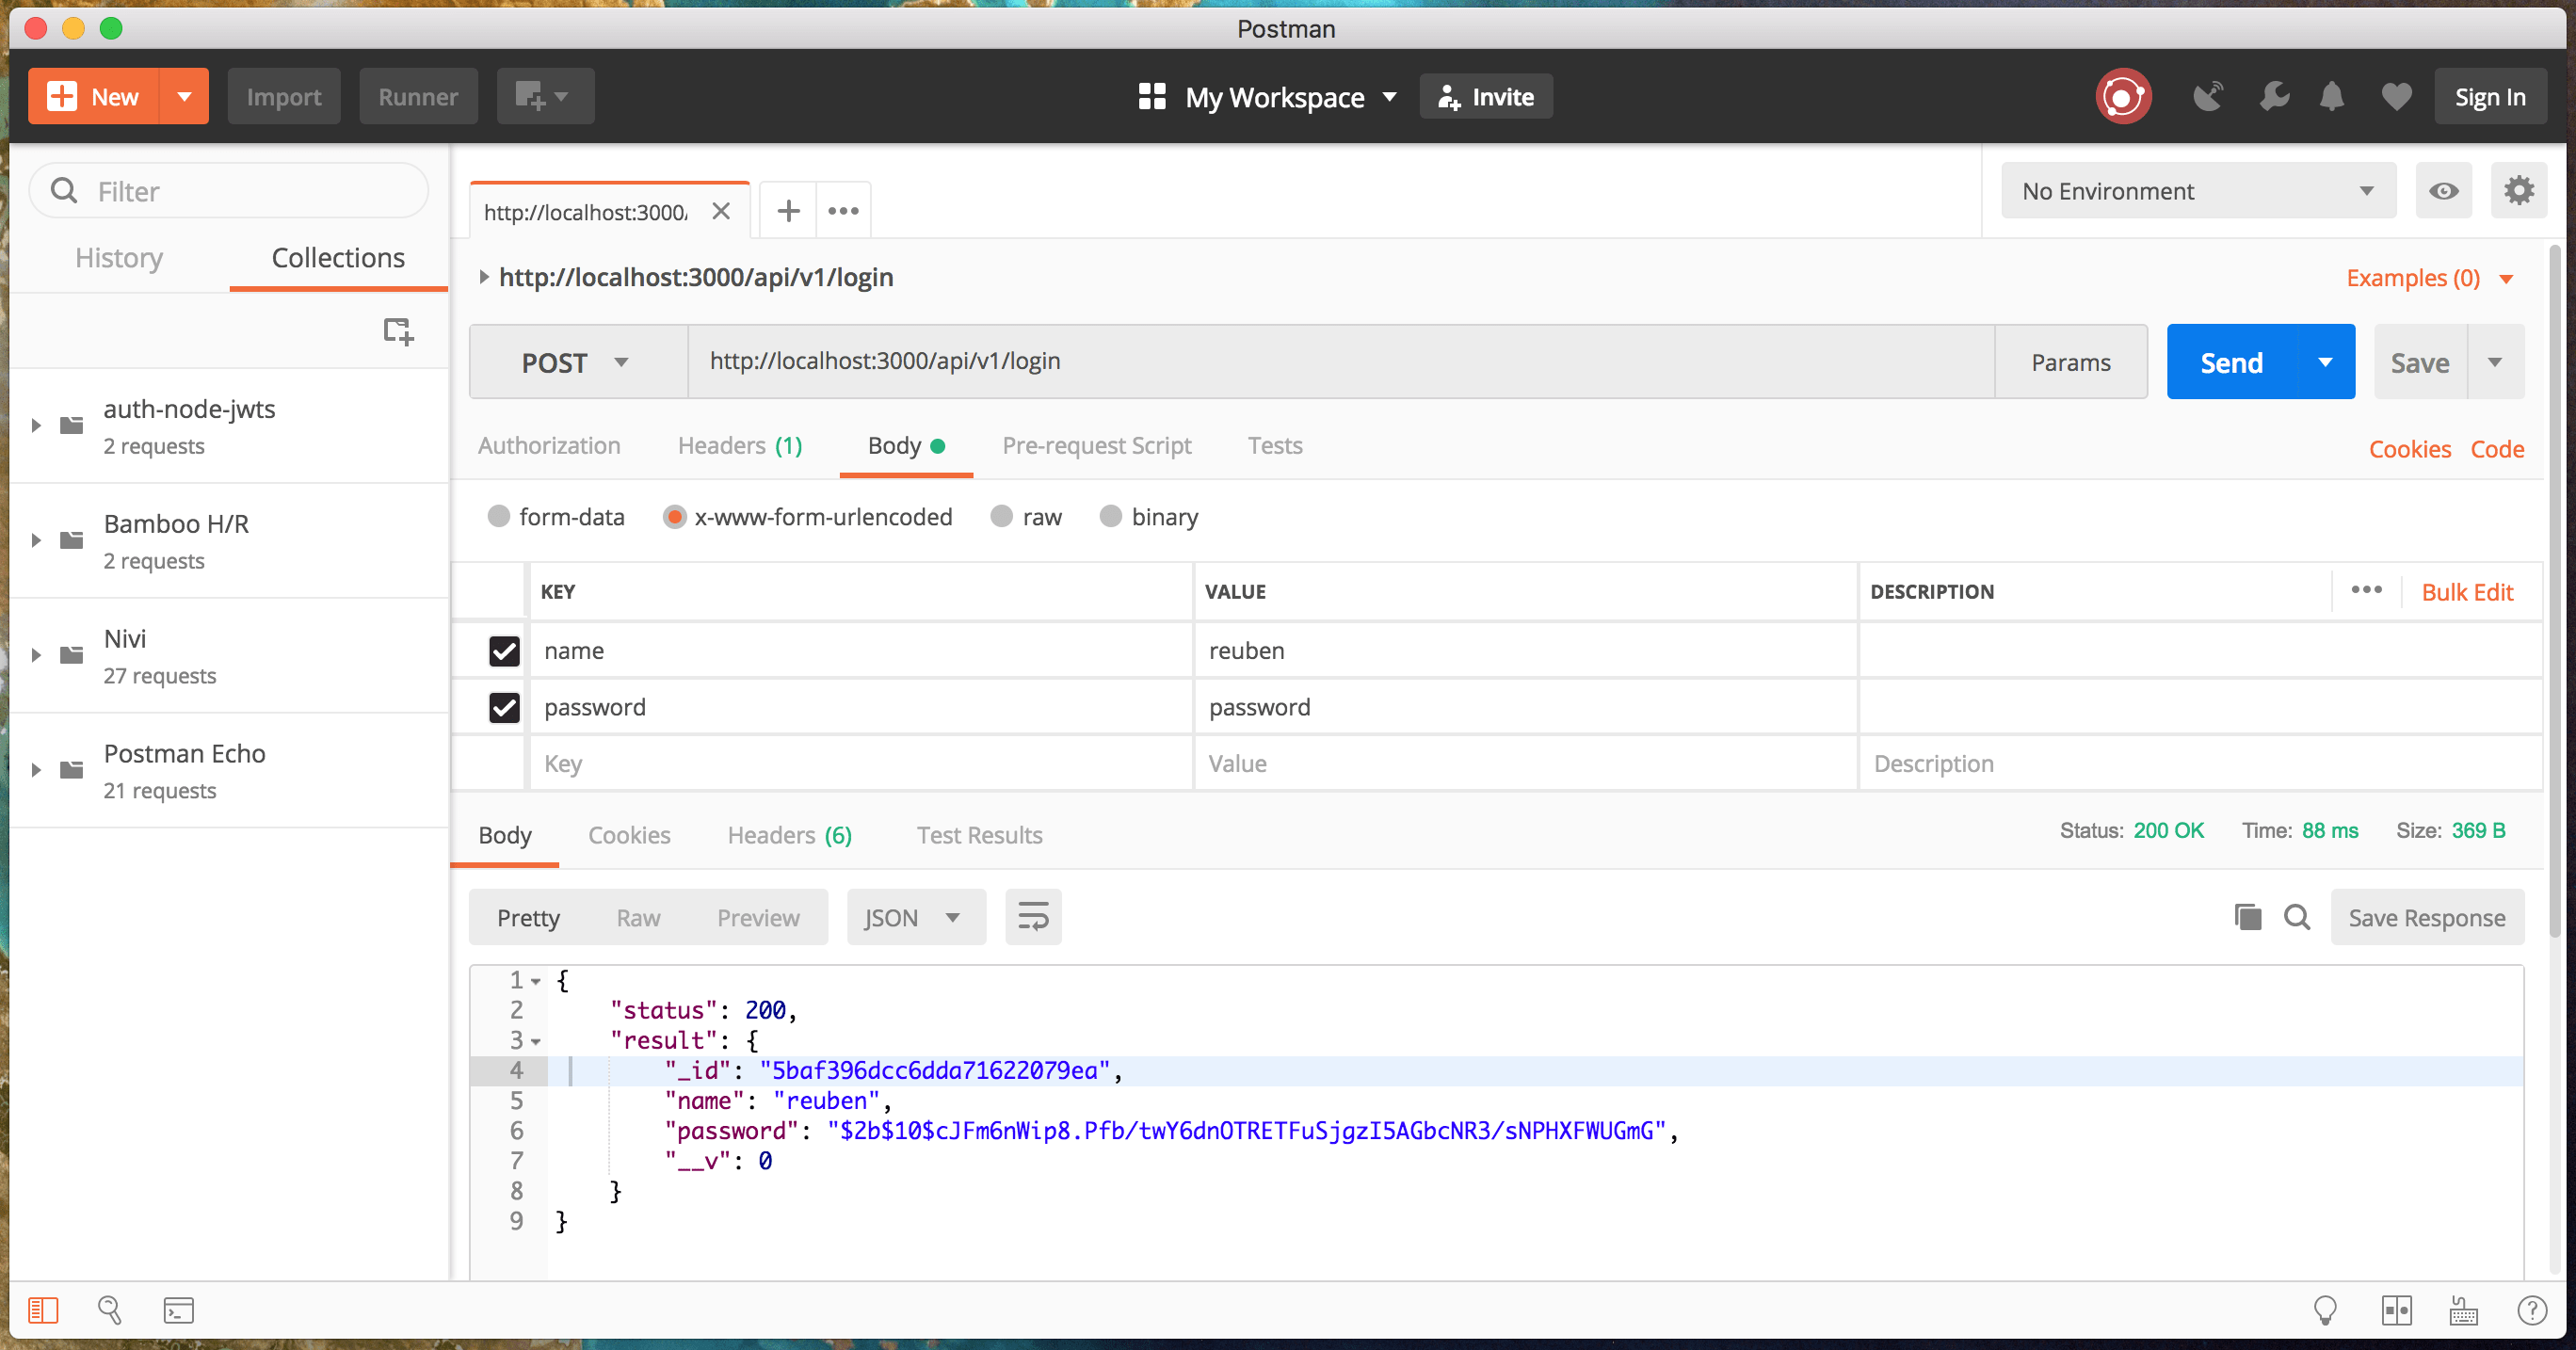 Postman
New
Import
Runner
My Workspace
Invite
Sign In
Filter
History
Collections
auth-node-jwts
2 requests
Bamboo H/R
2 requests
Nivi
27 requests
Postman Echo
21 requests
http://localhost:3000/
No Environment
http://localhost:3000/api/v1/login
Examples (0)
POST
http://localhost:3000/api/v1/login
Params
Send
Save
Authorization
Headers (1)
Body
Pre-request Script
Tests
Cookies
Code
form-data
x-www-form-urlencoded
raw
binary
KEY
VALUE
DESCRIPTION
Bulk Edit
name
reuben
password
password
Key
Value
Description
Body
Cookies
Headers (6)
Test Results
Status: 200 OK
Time: 88 ms
Size: 369 B
Pretty
Raw
Preview
JSON
Save Response
1 {
2 "status": 200,
3 "result": {
4 "_id": "5baf396dcc6dda71622079ea",
5 "name": "reuben",
6 "password": "$2b$10$cJFm6nWip8.Pfb/twY6dnOTRETFuSjgzI5AGbcNR3/sNPHXFWUGmG",
7 "__v": 0
8 }
9 }